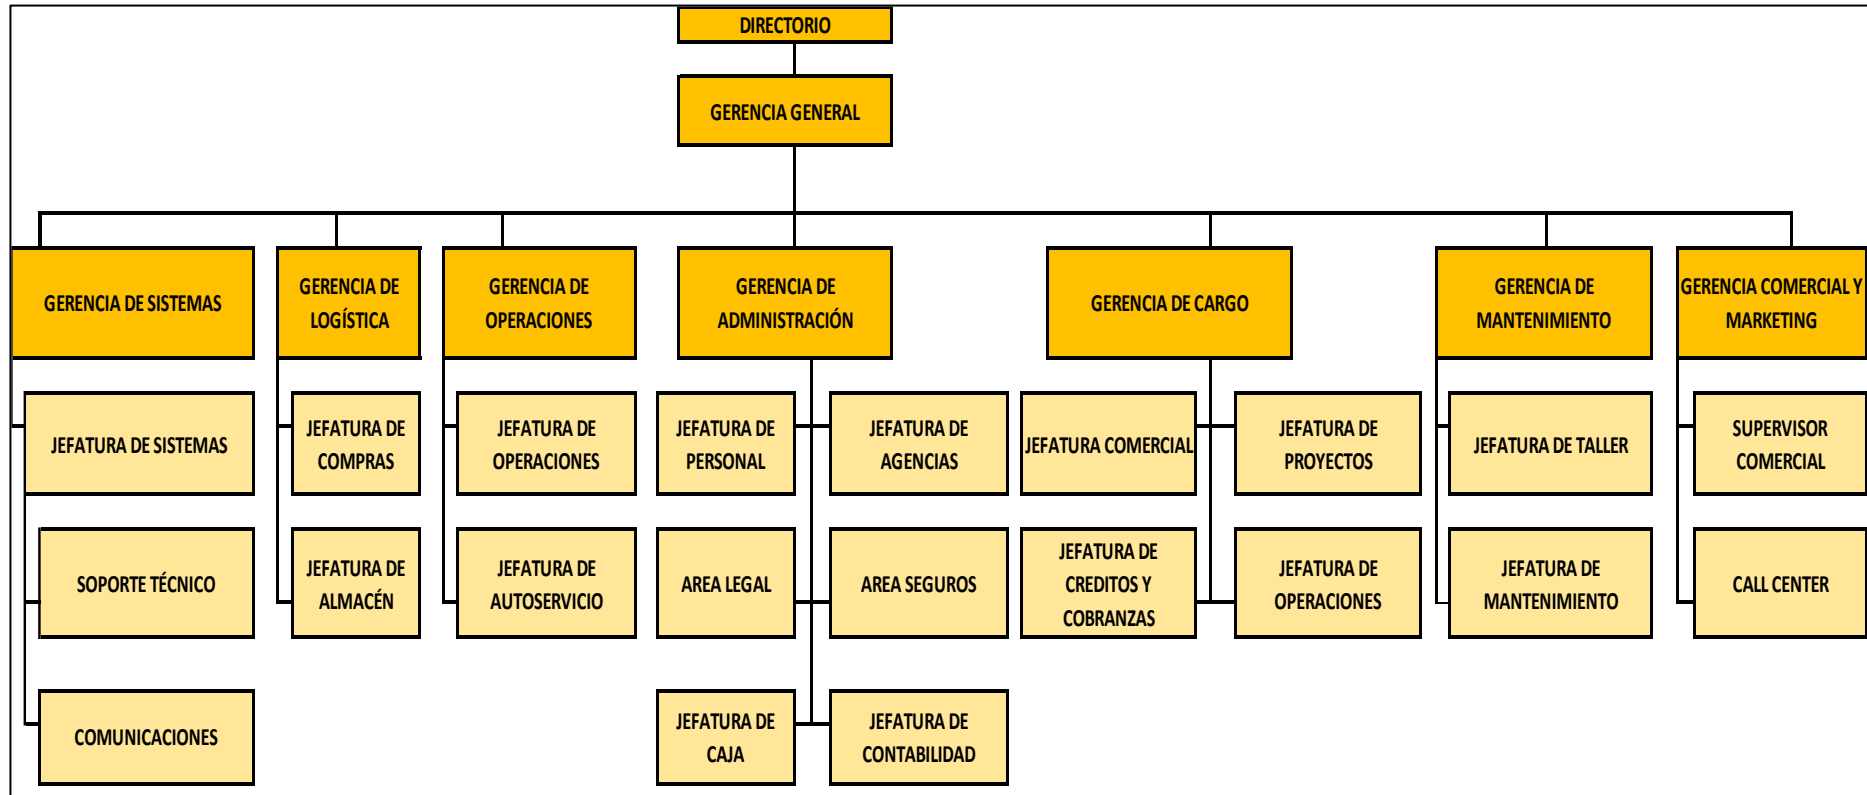 DIRECTORIO
GERENCIA GENERAL
GERENCIA DE SISTEMAS
GERENCIA DE
LOGÍSTICA
GERENCIA DE
OPERACIONES
GERENCIA DE
ADMINISTRACIÓN
GERENCIA DE CARGO
GERENCIA DE
MANTENIMIENTO
GERENCIA COMERCIAL Y
MARKETING
JEFATURA DE SISTEMAS
JEFATURA DE
COMPRAS
JEFATURA DE
OPERACIONES
JEFATURA DE
PERSONAL
JEFATURA DE
AGENCIAS
JEFATURA COMERCIAL
JEFATURA DE
PROYECTOS
JEFATURA DE TALLER
SUPERVISOR
COMERCIAL
SOPORTE TÉCNICO
JEFATURA DE
ALMACÉN
JEFATURA DE
AUTOSERVICIO
AREA LEGAL
AREA SEGUROS
JEFATURA DE
CREDITOS Y
COBRANZAS
JEFATURA DE
OPERACIONES
JEFATURA DE
MANTENIMIENTO
CALL CENTER
COMUNICACIONES
JEFATURA DE
CAJA
JEFATURA DE
CONTABILIDAD